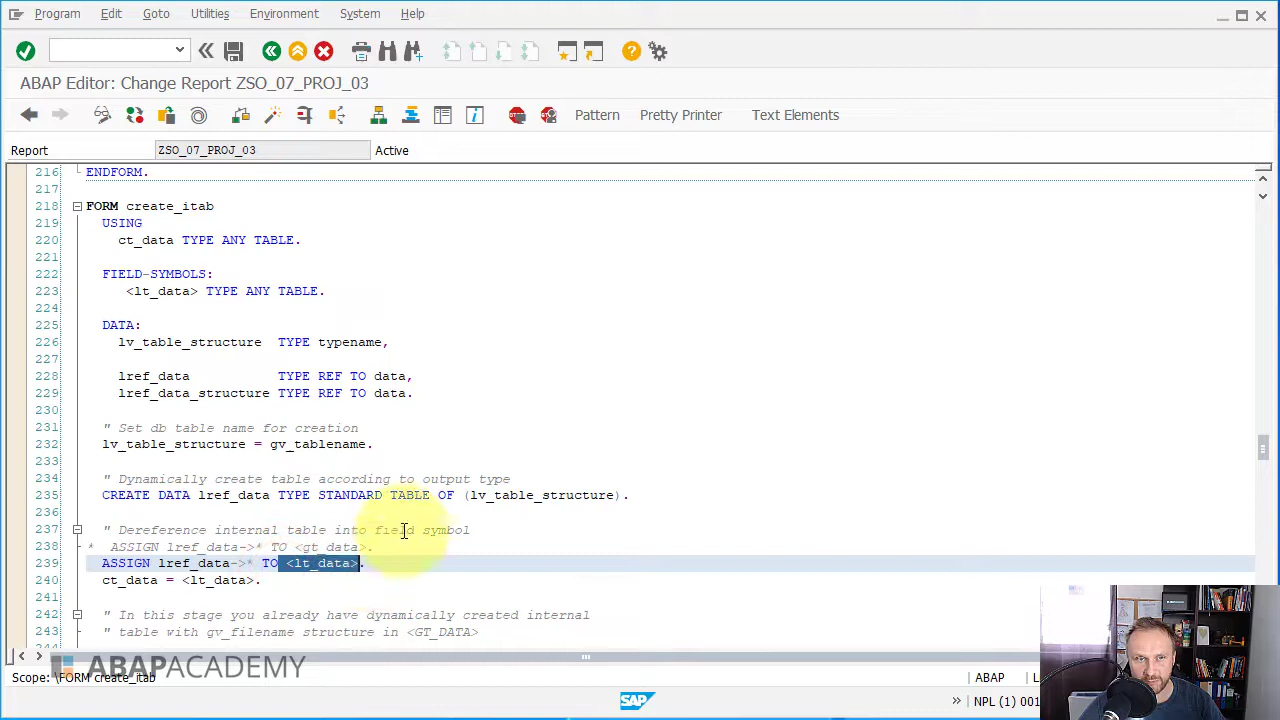 Program Edit Goto Utilities Environment System Help
ABAP Editor: Change Report ZSO_07_PROJ_03
Pattern Pretty Printer Text Elements
Report ZSO_07_PROJ_03 Active
216 ENDFORM.
217
218 FORM create_itab
219 USING
220 ct_data TYPE ANY TABLE.
221
222 FIELD-SYMBOLS:
223 <lt_data> TYPE ANY TABLE.
224
225 DATA:
226 lv_table_structure TYPE typename,
227
228 lref_data TYPE REF TO data,
229 lref_data_structure TYPE REF TO data.
230
231 " Set db table name for creation
232 lv_table_structure = gv_tablename.
233
234 " Dynamically create table according to output type
235 CREATE DATA lref_data TYPE STANDARD TABLE OF (lv_table_structure).
236
237 " Dereference internal table into field symbol
238 * ASSIGN lref_data->* TO <gt_data>.
239 ASSIGN lref_data->* TO <lt_data>.
240 ct_data = <lt_data>.
241
242 " In this stage you already have dynamically created internal
243 " table with gv_filename structure in <GT_DATA>
ABAPACADEMY
Scope: \FORM create_itab ABAP
SAP
NPL (1) 001